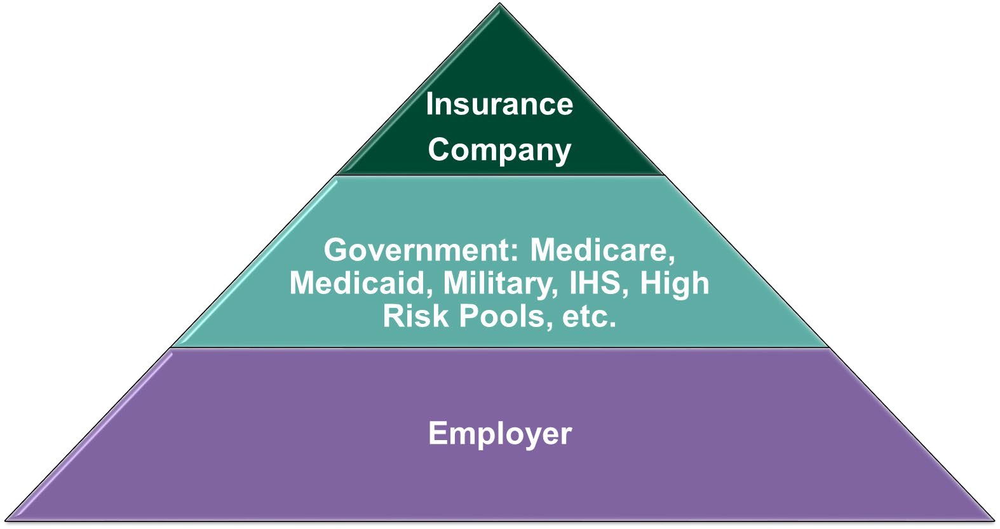 Insurance
Company
Government: Medicare,
Medicaid, Military, IHS, High
Risk Pools, etc.
Employer